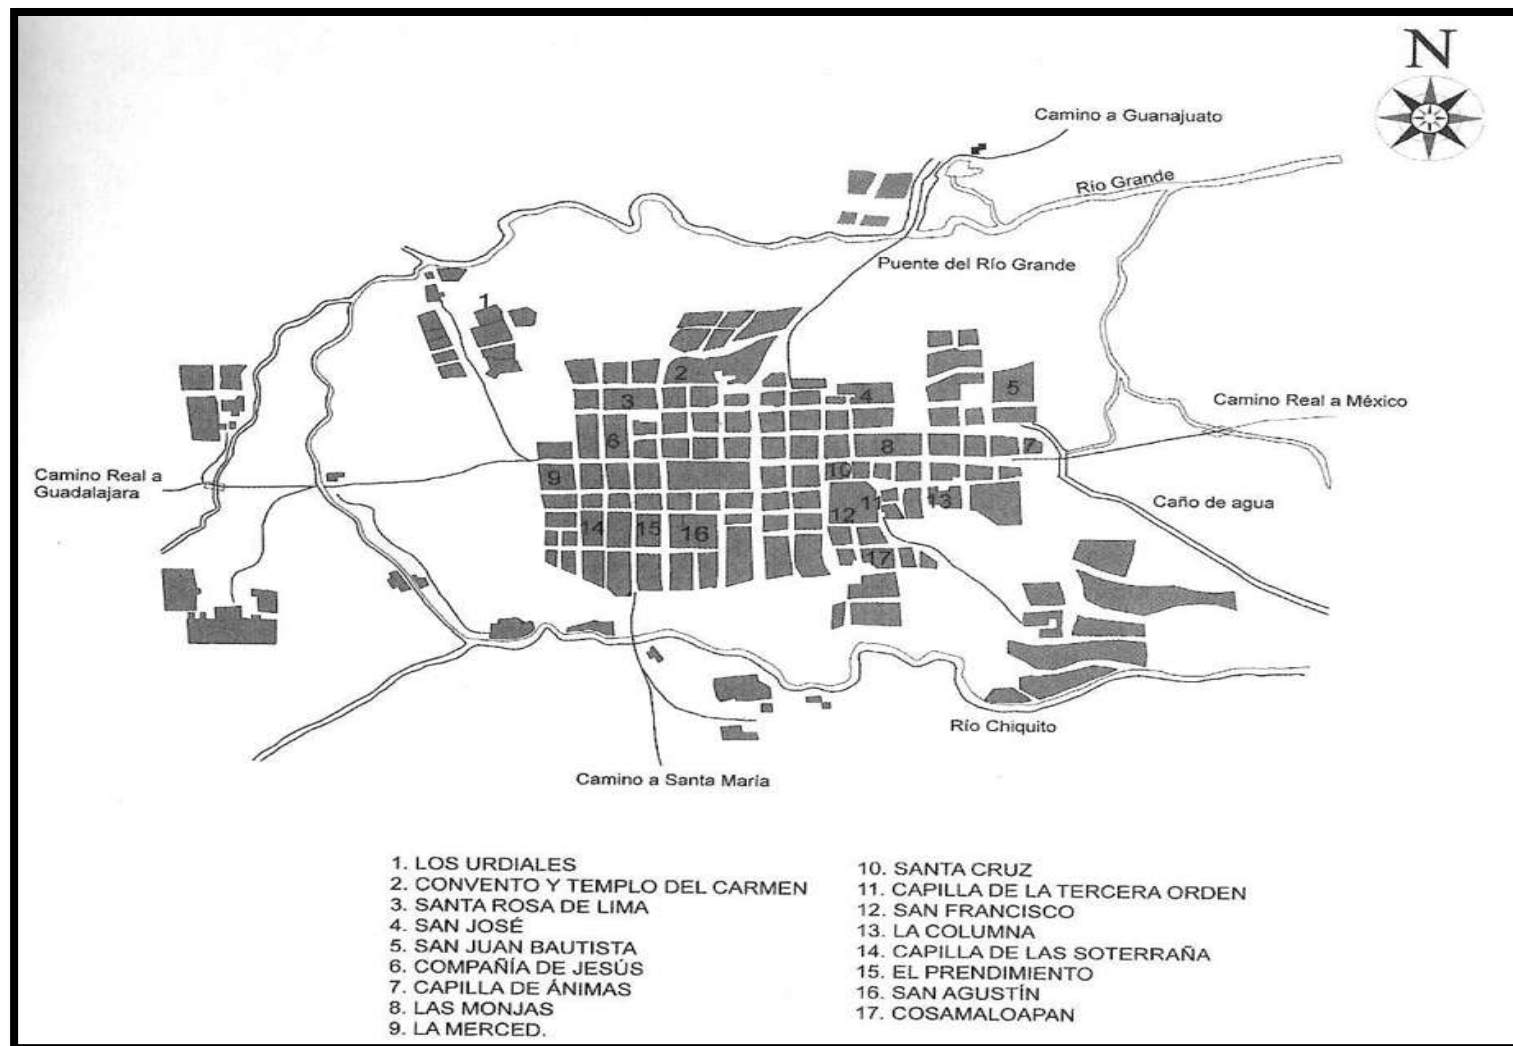 N
Camino a Guanajuato
Río Grande
Puente del Río Grande
1
2
3
4
5
6
7
8
9
10
11
12
13
14
15
16
17
Camino Real a México
Camino Real a
Guadalajara
Caño de agua
Río Chiquito
Camino a Santa María
1. LOS URDIALES
2. CONVENTO Y TEMPLO DEL CARMEN
3. SANTA ROSA DE LIMA
4. SAN JOSÉ
5. SAN JUAN BAUTISTA
6. COMPAÑÍA DE JESÚS
7. CAPILLA DE ÁNIMAS
8. LAS MONJAS
9. LA MERCED.
10. SANTA CRUZ
11. CAPILLA DE LA TERCERA ORDEN
12. SAN FRANCISCO
13. LA COLUMNA
14. CAPILLA DE LAS SOTERRAÑA
15. EL PRENDIMIENTO
16. SAN AGUSTÍN
17. COSAMALOAPAN